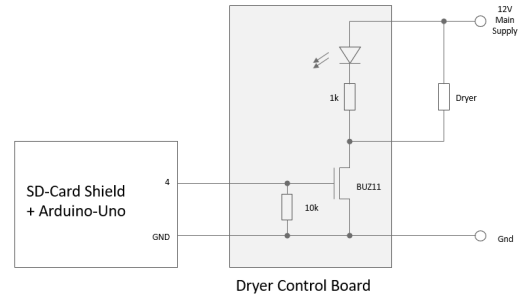 12V
Main
Supply
1k
Dryer
4
BUZ11
SD-Card Shield
+ Arduino-Uno
10k
GND
Gnd
Dryer Control Board